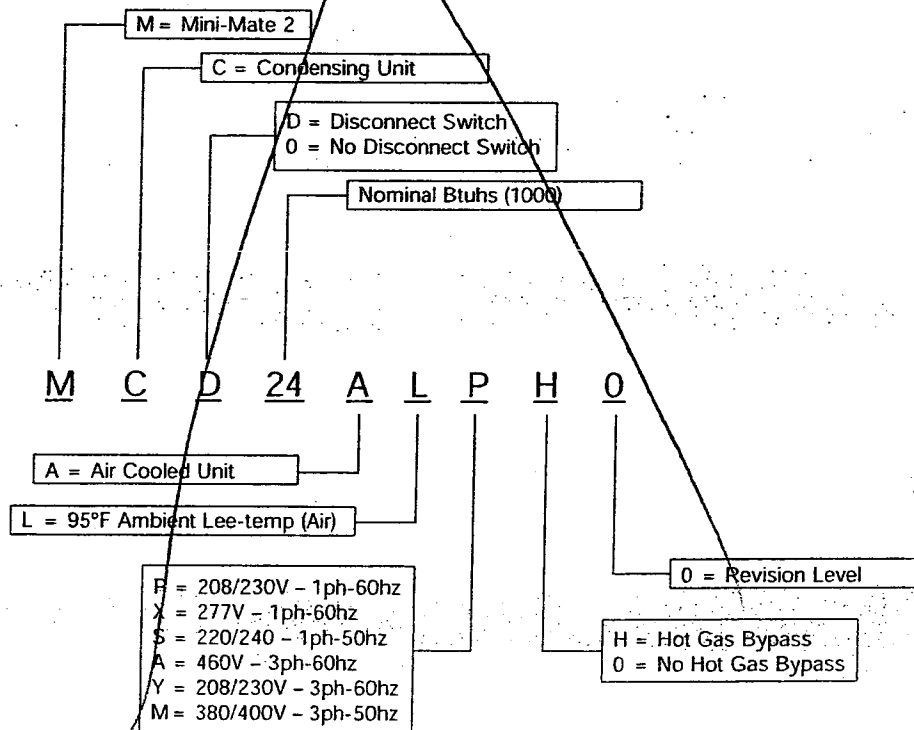 M = Mini-Mate 2
C = Condensing Unit
D = Disconnect Switch
0 = No Disconnect Switch
Nominal Btuhs (1000)
M C D 24 A L P H 0
A = Air Cooled Unit
L = 95°F Ambient Lee-temp (Air)
P = 208/230V – 1ph-60hz
X = 277V – 1ph-60hz
S = 220/240 – 1ph-50hz
A = 460V – 3ph-60hz
Y = 208/230V – 3ph-60hz
M = 380/400V – 3ph-50hz
0 = Revision Level
H = Hot Gas Bypass
0 = No Hot Gas Bypass